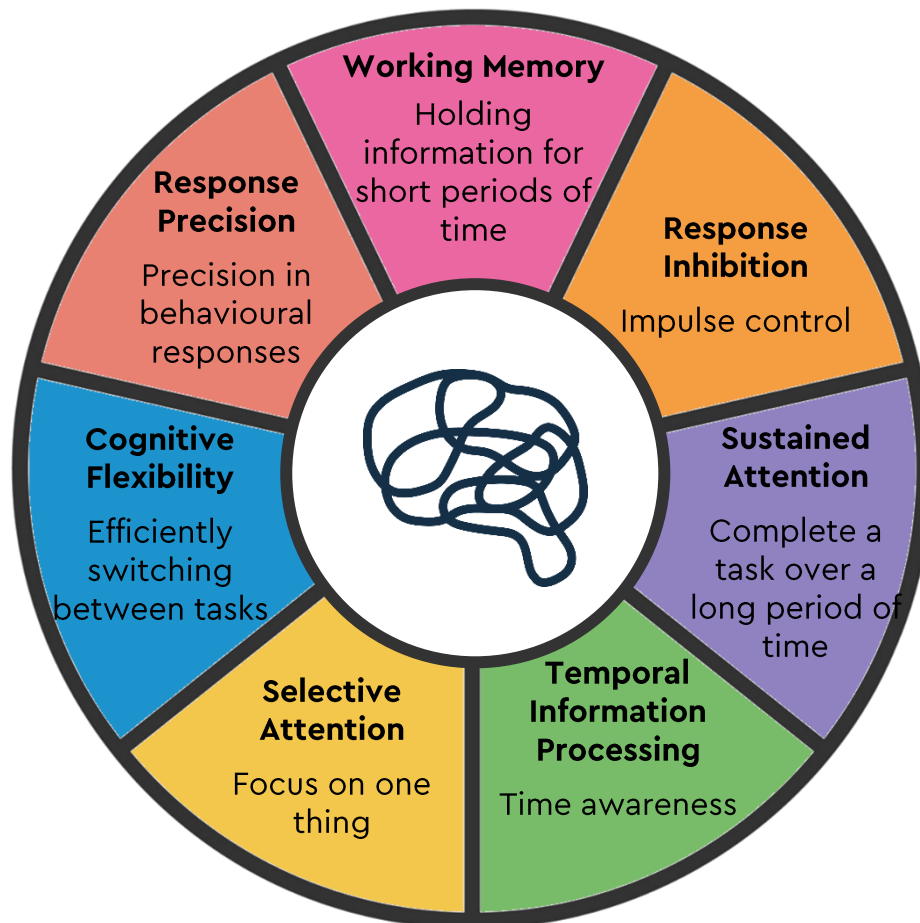 Working Memory
Holding
information for
short periods of
time
Response
Inhibition
Impulse control
Sustained
Attention
Complete a
task over a
long period of
time
Temporal
Information
Processing
Time awareness
Selective
Attention
Focus on one
thing
Cognitive
Flexibility
Efficiently
switching
between tasks
Response
Precision
Precision in
behavioural
responses